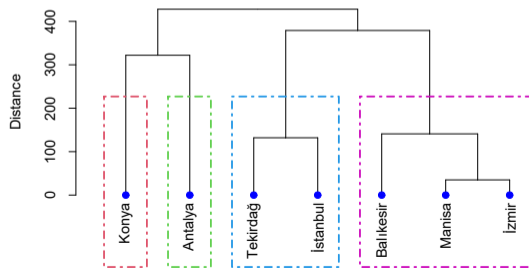 Distance
400
300
200
100
0
Konya
Antalya
Tekirdağ
İstanbul
Balıkesir
Manisa
İzmir